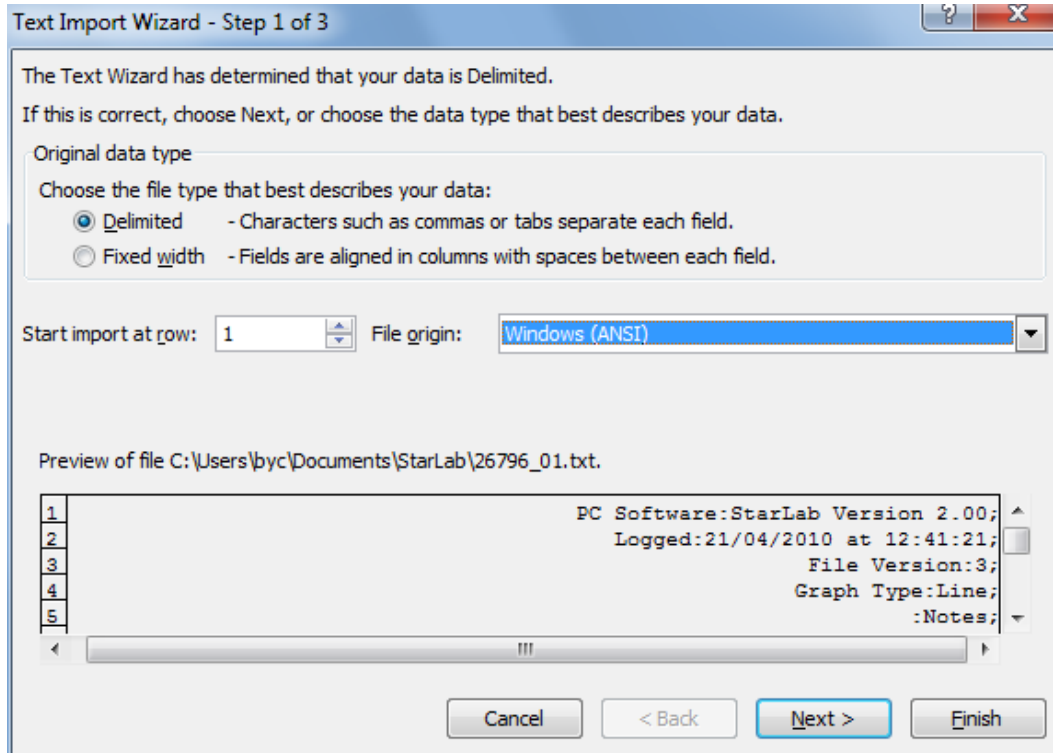 Text Import Wizard - Step 1 of 3
The Text Wizard has determined that your data is Delimited.
If this is correct, choose Next, or choose the data type that best describes your data.
Original data type
Choose the file type that best describes your data:
Delimited - Characters such as commas or tabs separate each field.
Fixed width - Fields are aligned in columns with spaces between each field.
Start import at row: 1 File origin: Windows (ANSI)
Preview of file C:\Users\byc\Documents\StarLab\26796_01.txt.
1 PC Software:StarLab Version 2.00;
2 Logged:21/04/2010 at 12:41:21;
3 File Version:3;
4 Graph Type:Line;
5 :Notes;
Cancel < Back Next > Finish